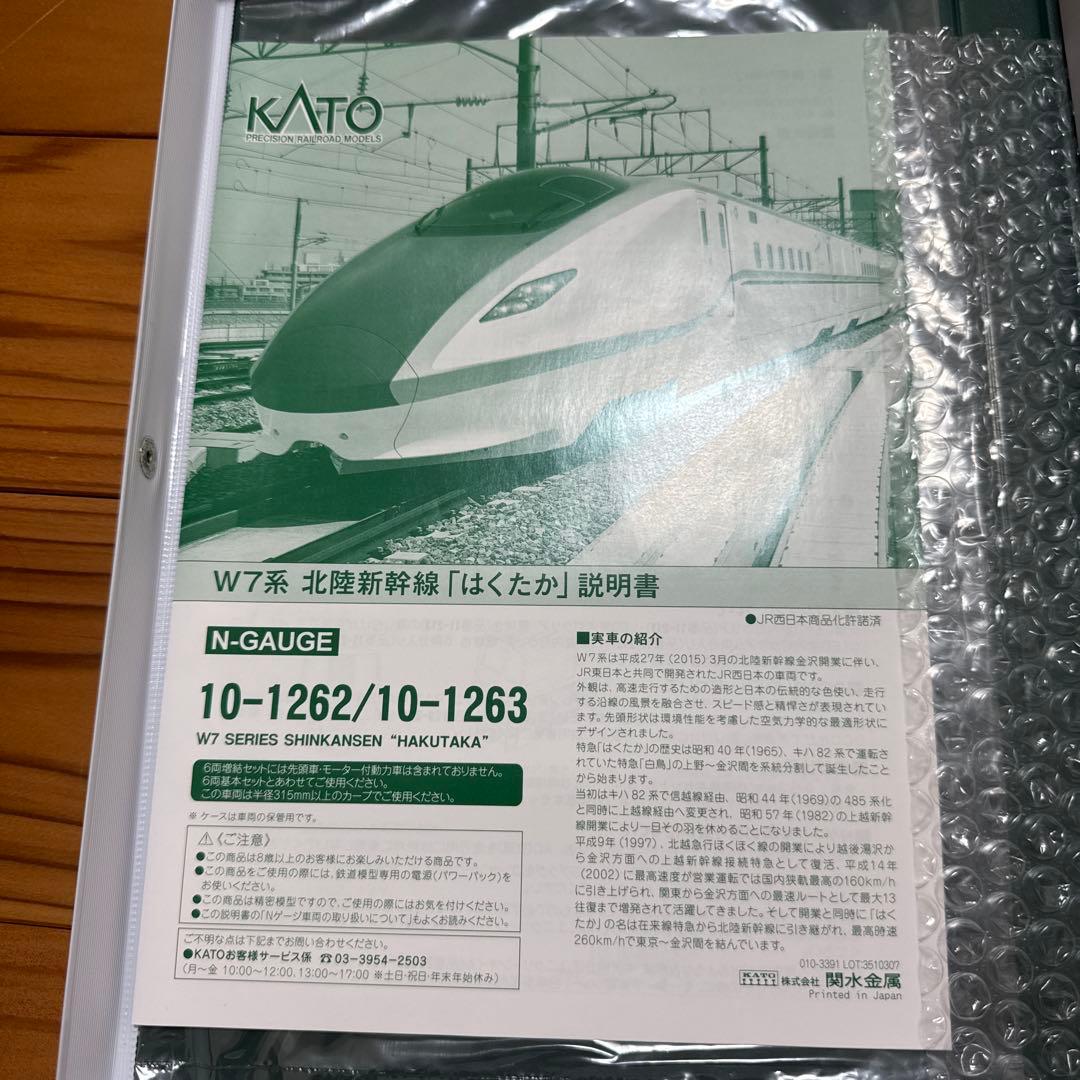 KATO
PRECISION RAILROAD MODELS
W7系 北陸新幹線「はくたか」説明書
●JR西日本商品化許諾済
N-GAUGE
10-1262/10-1263
W7 SERIES SHINKANSEN “HAKUTAKA”
6両増結セットには先頭車・モーター付動力車は含まれておりません。
6両基本セットとあわせてご使用ください。
この車両は半径315mm以上のカーブでご使用ください。
※ ケースは車両の保管用です。
⚠〈ご注意〉
●この商品は8歳以上のお客様にお楽しみいただける商品です。
●この商品をご使用の際には、鉄道模型専用の電源(パワーパック)を
お使いください。
●この商品は精密模型ですので、ご使用の際にはお気を付けください。
●この説明書の「Nゲージ車両の取り扱いについて」もよくお読みください。
ご不明な点は下記までお問い合わせください。
●KATOお客様サービス係 ☎03-3954-2503
(月〜金 10:00〜12:00、13:00〜17:00 ※土日・祝日・年末年始休み)
■実車の紹介
W7系は平成27年(2015)3月の北陸新幹線金沢開業に伴い、
JR東日本と共同で開発されたJR西日本の車両です。
外観は、高速走行するための造形と日本の伝統的な色使い、走行
する沿線の風景を融合させ、スピード感と精悍さが表現されていま
す。先頭形状は環境性能を考慮した空気力学的な最適形状に
デザインされました。
特急「はくたか」の歴史は昭和40年(1965)、キハ82系で運転さ
れていた特急「白鳥」の上野〜金沢間を系統分割して誕生したこと
から始まります。
当初はキハ82系で信越線経由、昭和44年(1969)の485系化
と同時に上越線経由へ変更され、昭和57年(1982)の上越新幹
線開業により一旦その羽を休めることになりました。
平成9年(1997)、北越急行ほくほく線の開業により越後湯沢か
ら金沢方面への上越新幹線接続特急として復活、平成14年
(2002)に最高速度が営業運転では国内狭軌最高の160km/h
に引き上げられ、関東から金沢方面への最速ルートとして最大13
往復まで増発されて活躍してきました。そして開業と同時に「はく
たか」の名は在来線特急から北陸新幹線に引き継がれ、最高時速
260km/hで東京〜金沢間を結んでいます。
010-3391 LOT:3510307
KATO 株式会社 関水金属
Printed in Japan